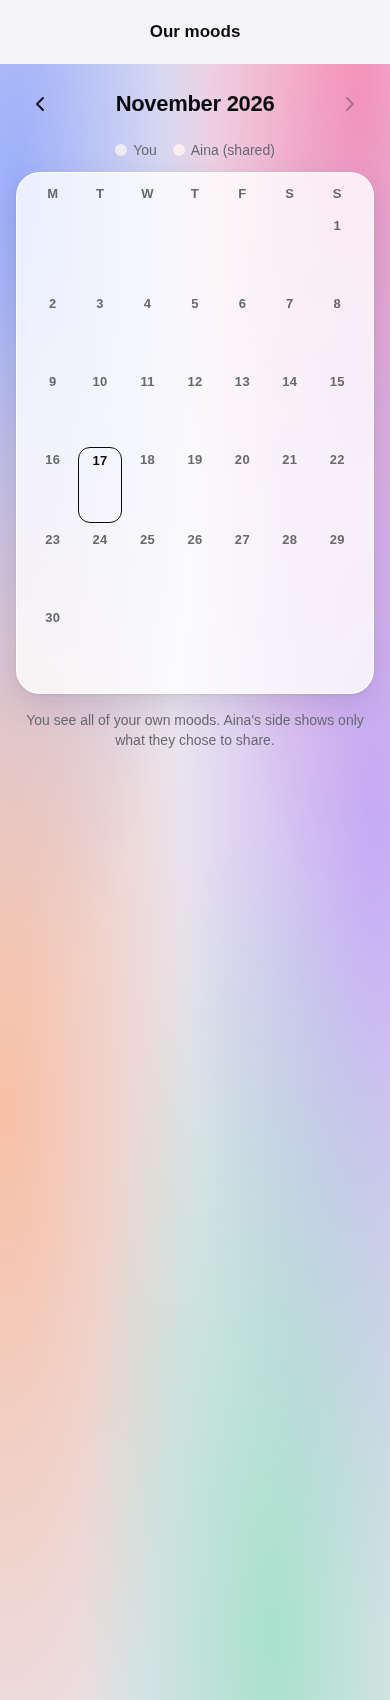 Our moods
November 2026
You Aina (shared)
M T W T F S S
1
2 3 4 5 6 7 8
9 10 11 12 13 14 15
16 17 18 19 20 21 22
23 24 25 26 27 28 29
30
You see all of your own moods. Aina's side shows only
what they chose to share.